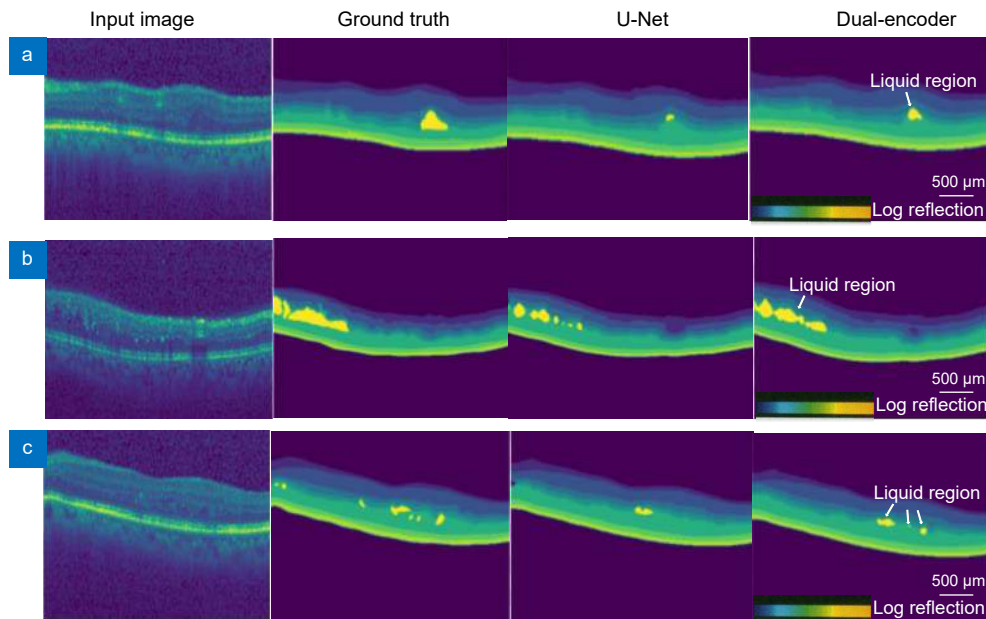 Input image
Ground truth
U-Net
Dual-encoder
a
Liquid region
500 μm
Log reflection
b
Liquid region
500 μm
Log reflection
c
Liquid region
500 μm
Log reflection